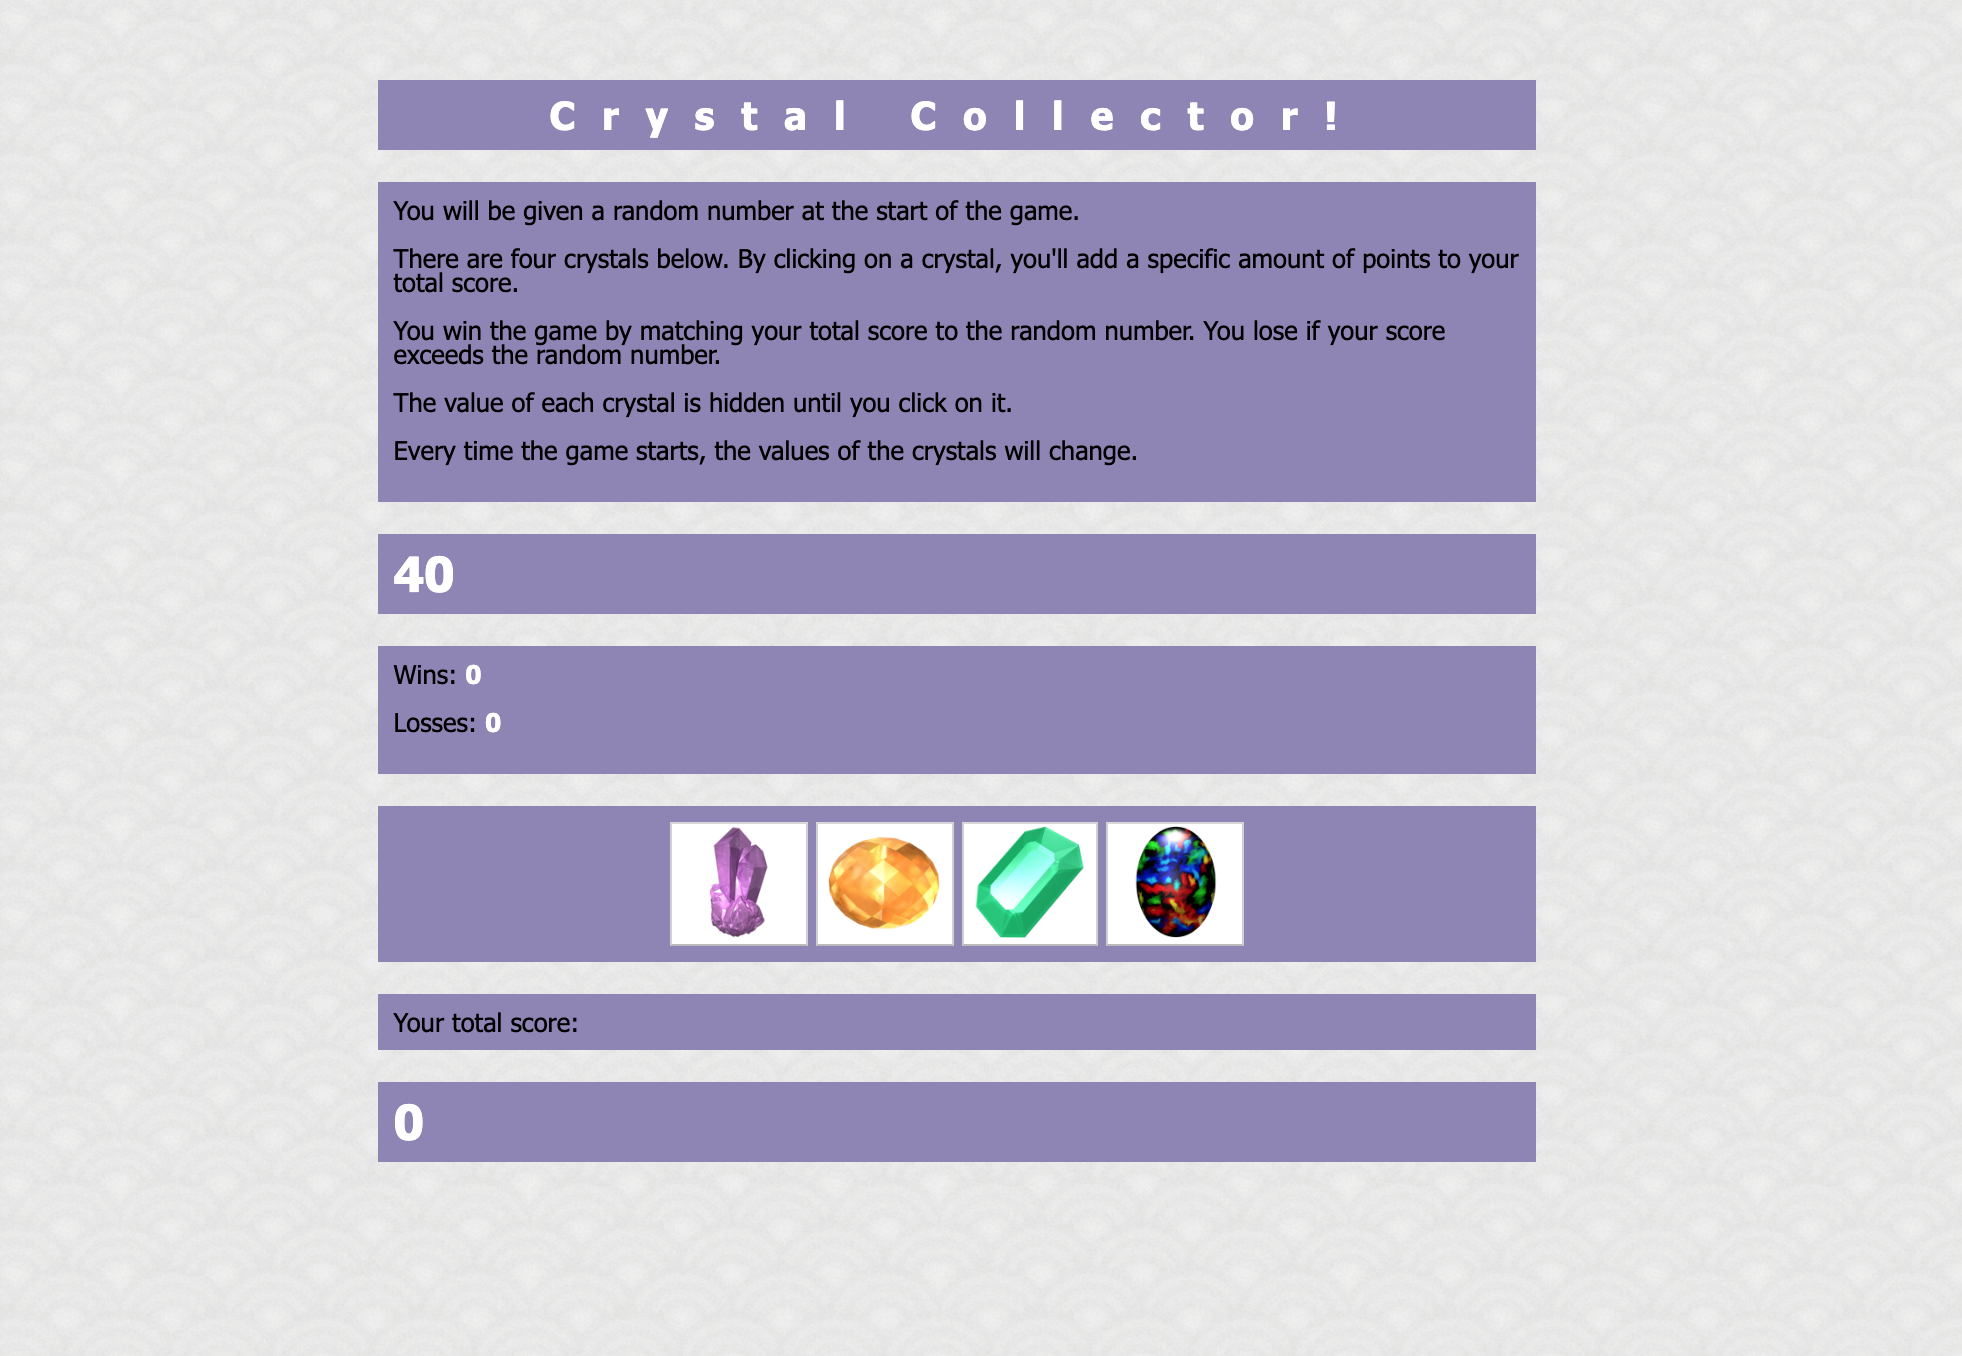 Crystal Collector!
You will be given a random number at the start of the game.
There are four crystals below. By clicking on a crystal, you'll add a specific amount of points to your
total score.
You win the game by matching your total score to the random number. You lose if your score
exceeds the random number.
The value of each crystal is hidden until you click on it.
Every time the game starts, the values of the crystals will change.
40
Wins: 0
Losses: 0
Your total score:
0